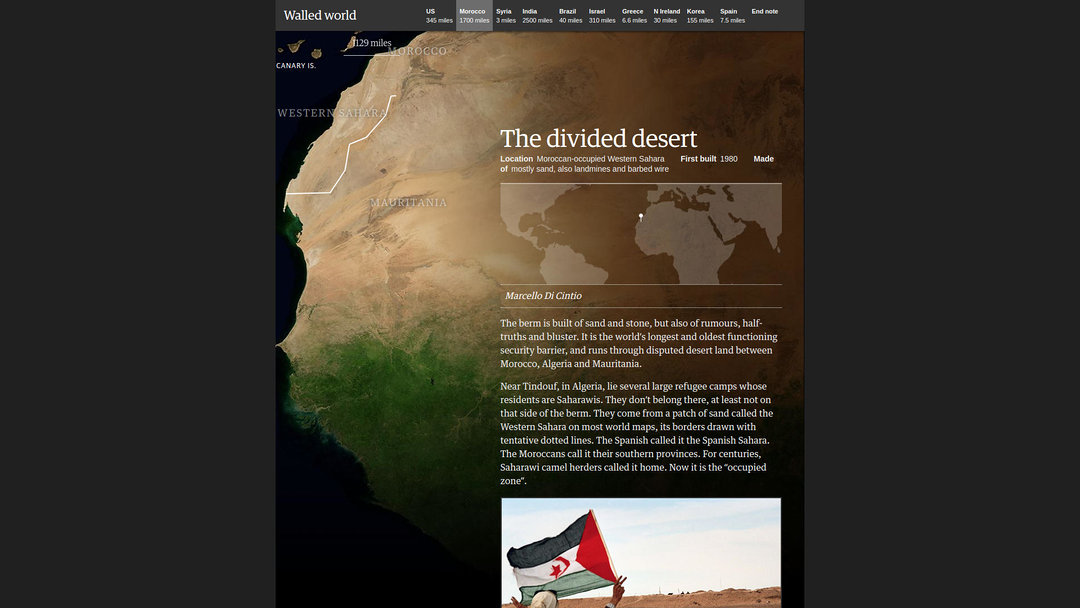 Walled world
US
345 miles
Morocco
1700 miles
Syria
3 miles
India
2500 miles
Brazil
40 miles
Israel
310 miles
Greece
6.6 miles
N Ireland
30 miles
Korea
155 miles
Spain
7.5 miles
End note
1129 miles
MOROCCO
CANARY IS.
WESTERN SAHARA
MAURITANIA
The divided desert
Location Moroccan-occupied Western Sahara First built 1980 Made
of mostly sand, also landmines and barbed wire
Marcello Di Cintio
The berm is built of sand and stone, but also of rumours, half-
truths and bluster. It is the world's longest and oldest functioning
security barrier, and runs through disputed desert land between
Morocco, Algeria and Mauritania.
Near Tindouf, in Algeria, lie several large refugee camps whose
residents are Saharawis. They don't belong there, at least not on
that side of the berm. They come from a patch of sand called the
Western Sahara on most world maps, its borders drawn with
tentative dotted lines. The Spanish called it the Spanish Sahara.
The Moroccans call it their southern provinces. For centuries,
Saharawi camel herders called it home. Now it is the "occupied
zone".